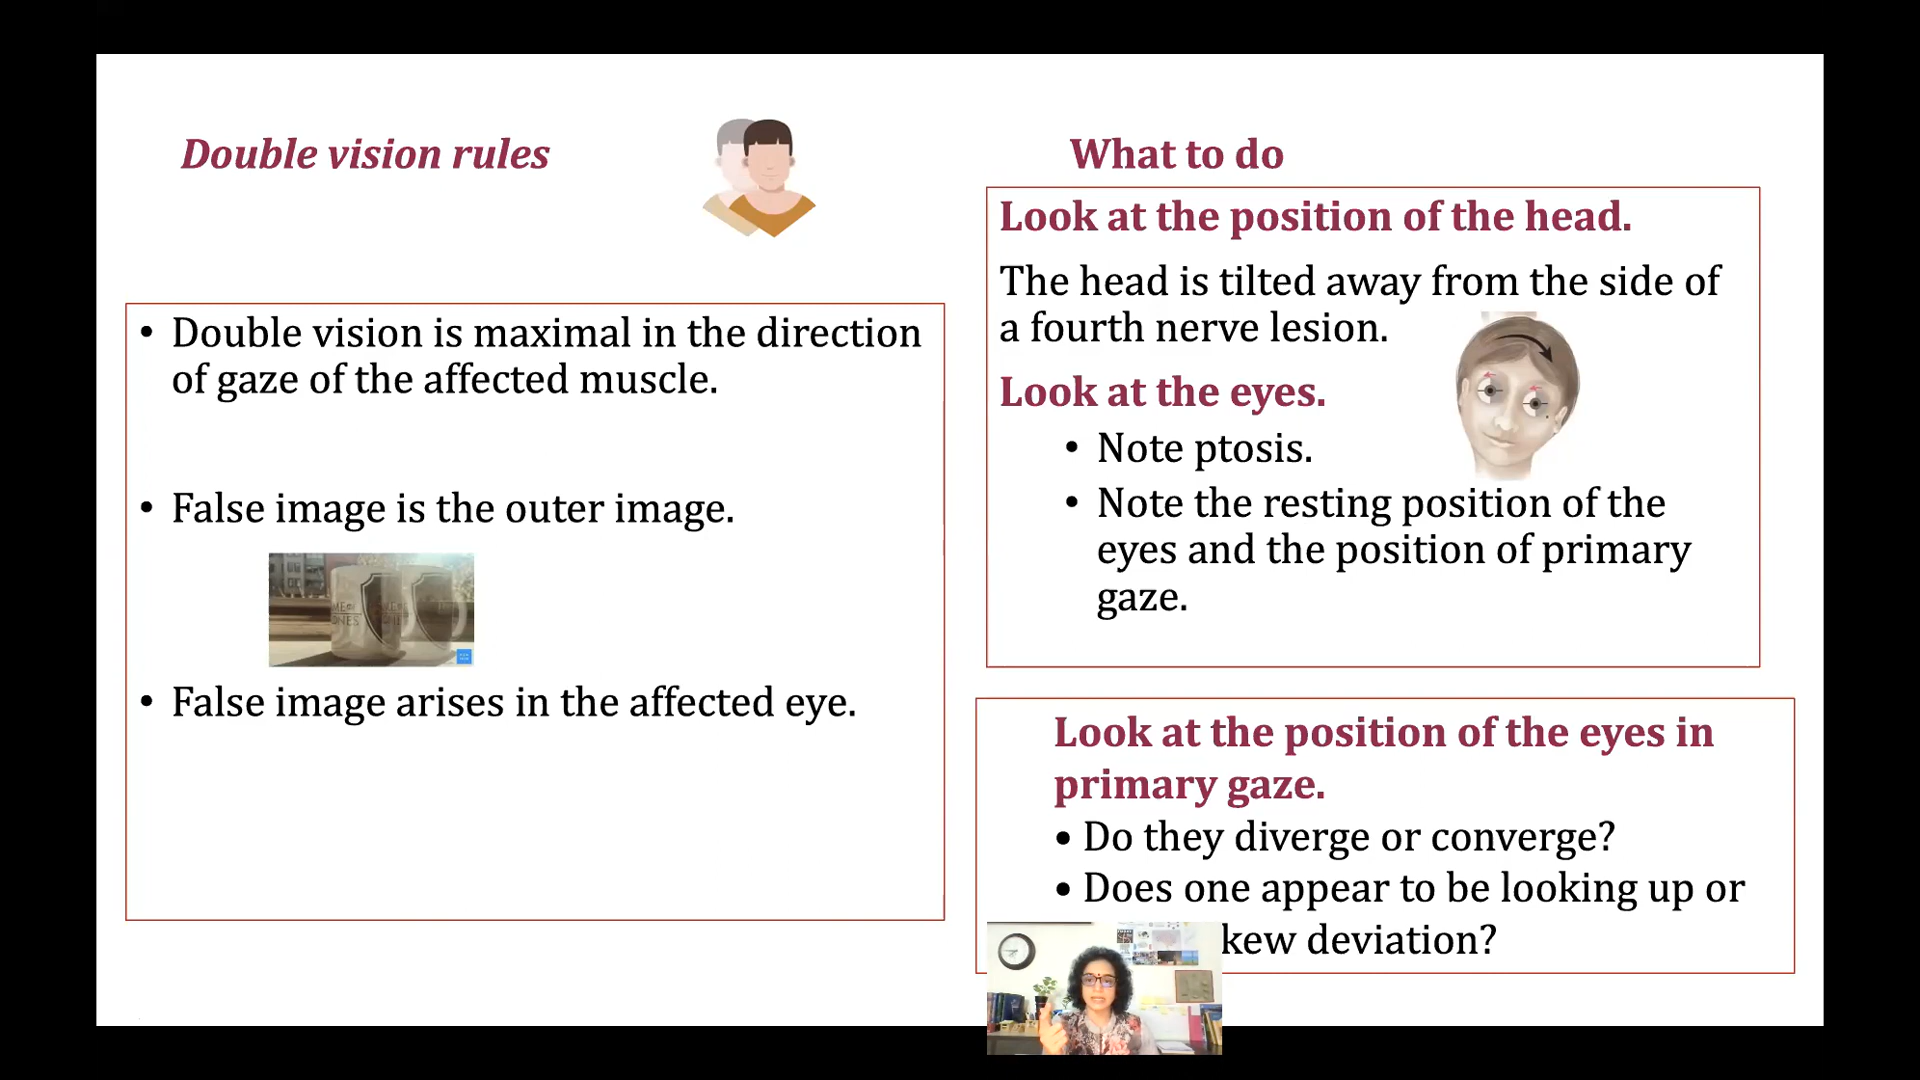 Double vision rules
• Double vision is maximal in the direction
of gaze of the affected muscle.
• False image is the outer image.
• False image arises in the affected eye.
What to do
Look at the position of the head.
The head is tilted away from the side of
a fourth nerve lesion.
Look at the eyes.
• Note ptosis.
• Note the resting position of the
eyes and the position of primary
gaze.
Look at the position of the eyes in
primary gaze.
• Do they diverge or converge?
• Does one appear to be looking up or
kew deviation?